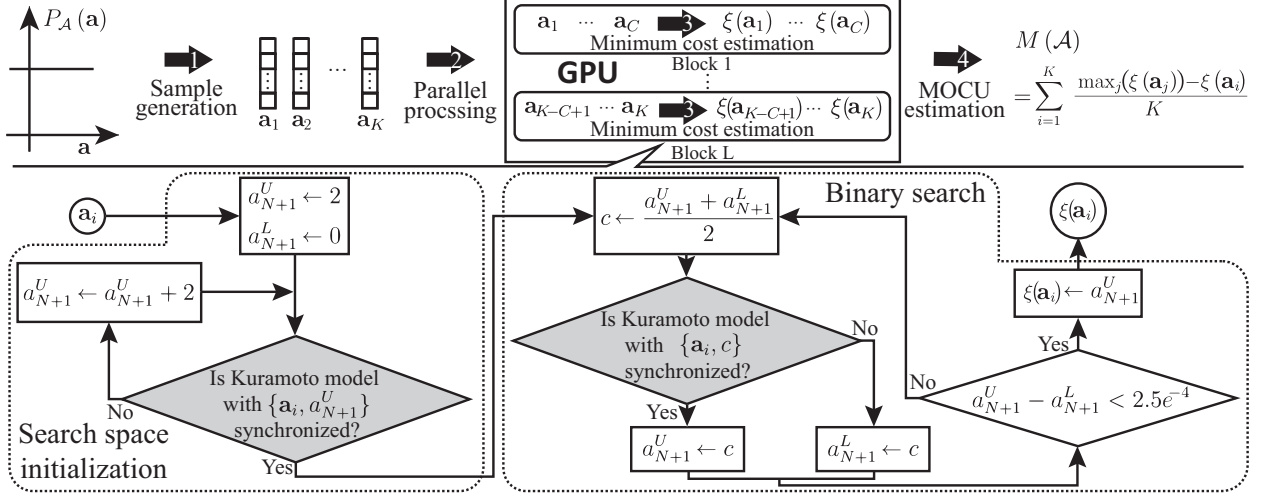 P_A(a)
a
1
Sample
generation
a_1 a_2 ... a_K
2
Parallel
procssing
a_1 ... a_C 3 ξ(a_1) ... ξ(a_C)
Minimum cost estimation
Block 1
GPU
a_{K-C+1} ... a_K 3 ξ(a_{K-C+1}) ... ξ(a_K)
Minimum cost estimation
Block L
4
MOCU
estimation
M(A)
= Σ_{i=1}^{K} (max_j(ξ(a_j))−ξ(a_i)) / K
a_i
a^U_{N+1} ← 2
a^L_{N+1} ← 0
a^U_{N+1} ← a^U_{N+1} + 2
Is Kuramoto model
with {a_i, a^U_{N+1}}
synchronized?
No
Yes
Search space
initialization
Binary search
c ← (a^U_{N+1} + a^L_{N+1}) / 2
Is Kuramoto model
with {a_i, c}
synchronized?
No
Yes
a^U_{N+1} ← c
a^L_{N+1} ← c
ξ(a_i)
ξ(a_i) ← a^U_{N+1}
Yes
No
a^U_{N+1} − a^L_{N+1} < 2.5e^{-4}